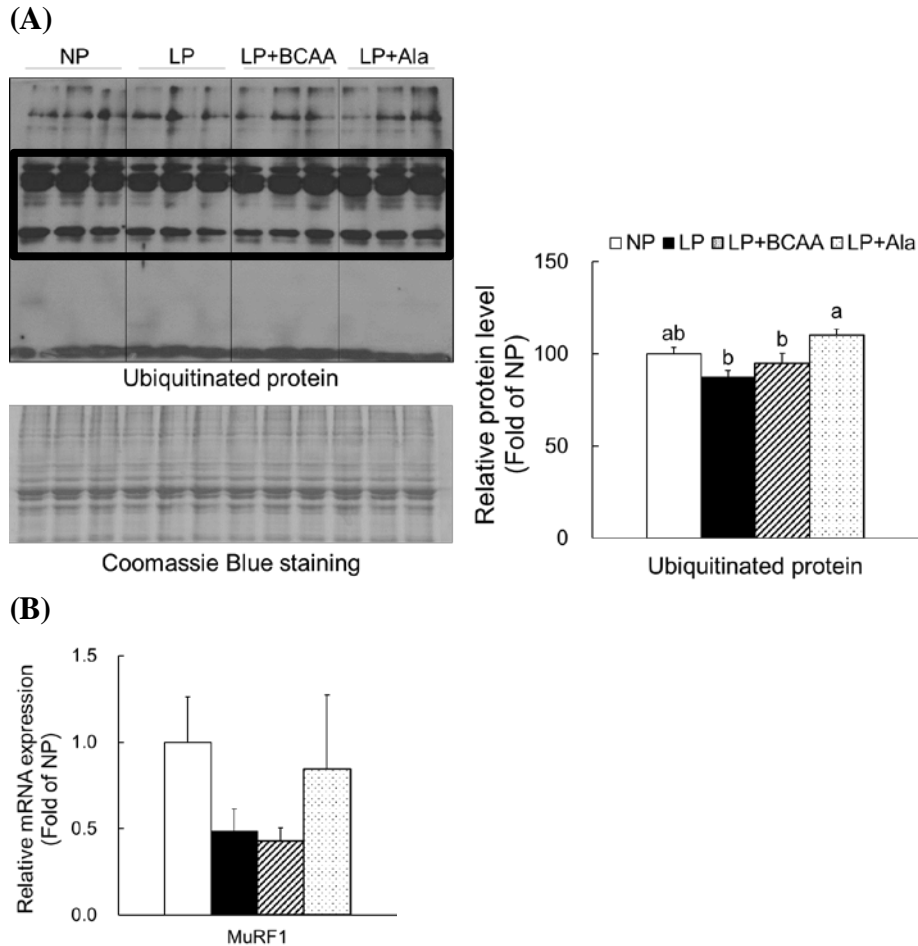 (A)
NP LP LP+BCAA LP+Ala
Ubiquitinated protein
Coomassie Blue staining
NP LP LP+BCAA LP+Ala
Relative protein level
(Fold of NP)
150
100
50
0
ab b b a
Ubiquitinated protein
(B)
Relative mRNA expression
(Fold of NP)
1.5
1.0
0.5
0.0
MuRF1